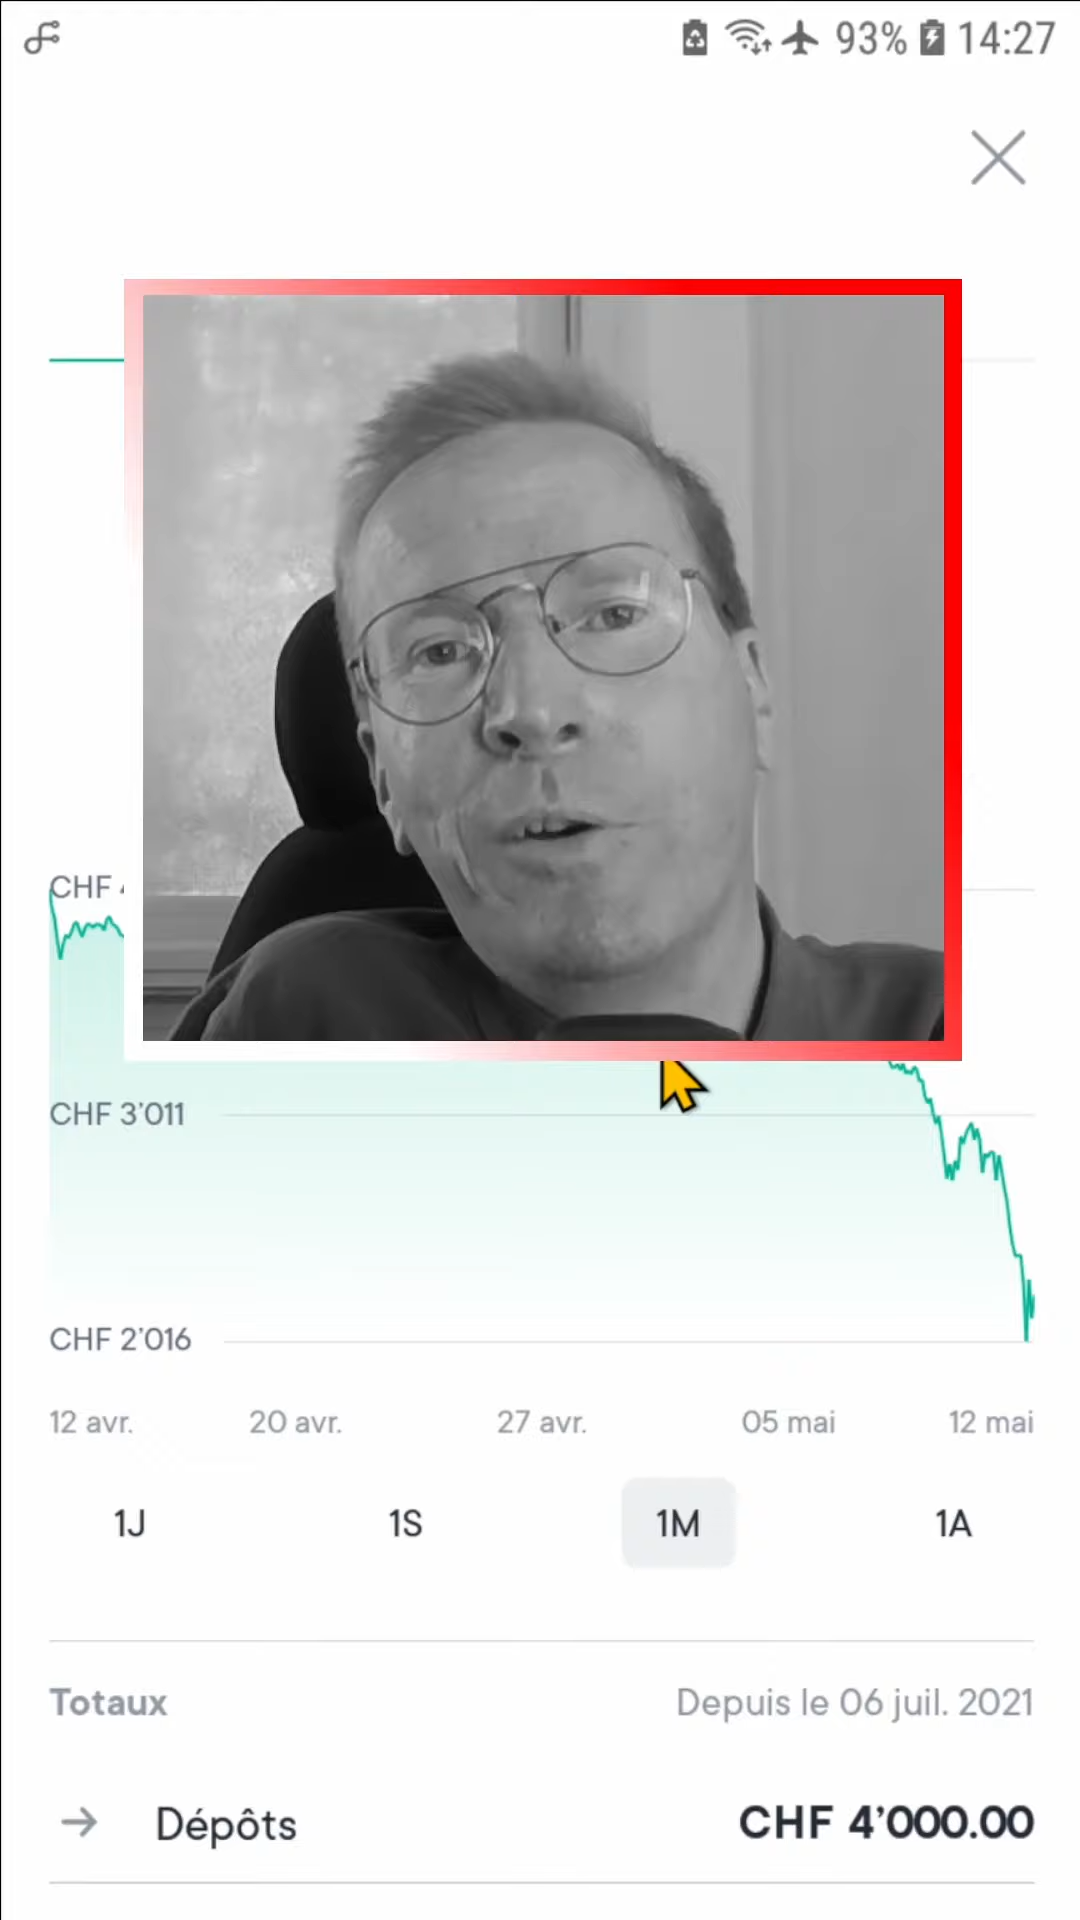 93% 14:27
CHF
CHF 3’011
CHF 2’016
12 avr. 20 avr. 27 avr. 05 mai 12 mai
1J 1S 1M 1A
Totaux Depuis le 06 juil. 2021
→ Dépôts CHF 4’000.00